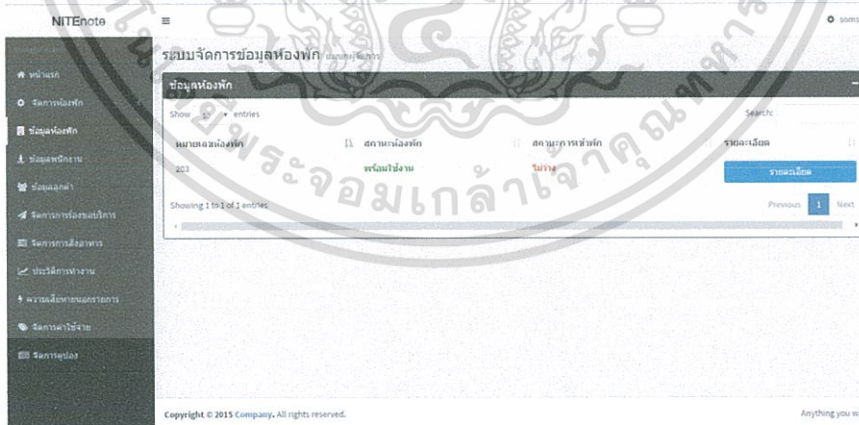 NITEnote
soms
ระบบจัดการข้อมูลห้องพัก
หน้าแรก
จัดการห้องพัก
ข้อมูลห้องพัก
ข้อมูลพนักงาน
ข้อมูลลูกค้า
จัดการการร้องขอบริการ
จัดการการสั่งอาหาร
ประวัติการทำงาน
ความเสียหายนอกรายการ
จัดการค่าใช้จ่าย
จัดการคูปอง
ข้อมูลห้องพัก
Show 10 entries
Search:
หมายเลขห้องพัก สถานะห้องพัก สถานะการเข้าพัก รายละเอียด
203 พร้อมใช้งาน ไม่ว่าง รายละเอียด
Showing 1 to 1 of 1 entries
Previous 1 Next
Copyright © 2015 Company. All rights reserved.
Anything you w